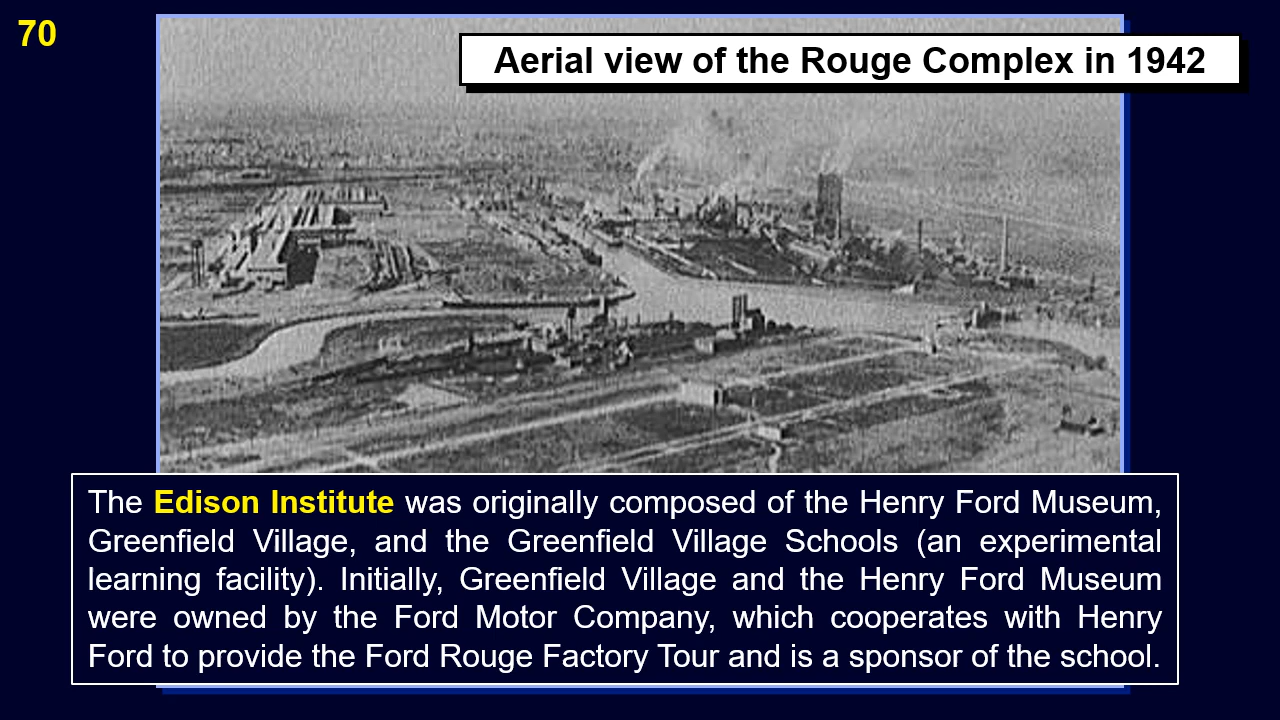 70
Aerial view of the Rouge Complex in 1942
The Edison Institute was originally composed of the Henry Ford Museum,
Greenfield Village, and the Greenfield Village Schools (an experimental
learning facility). Initially, Greenfield Village and the Henry Ford Museum
were owned by the Ford Motor Company, which cooperates with Henry
Ford to provide the Ford Rouge Factory Tour and is a sponsor of the school.